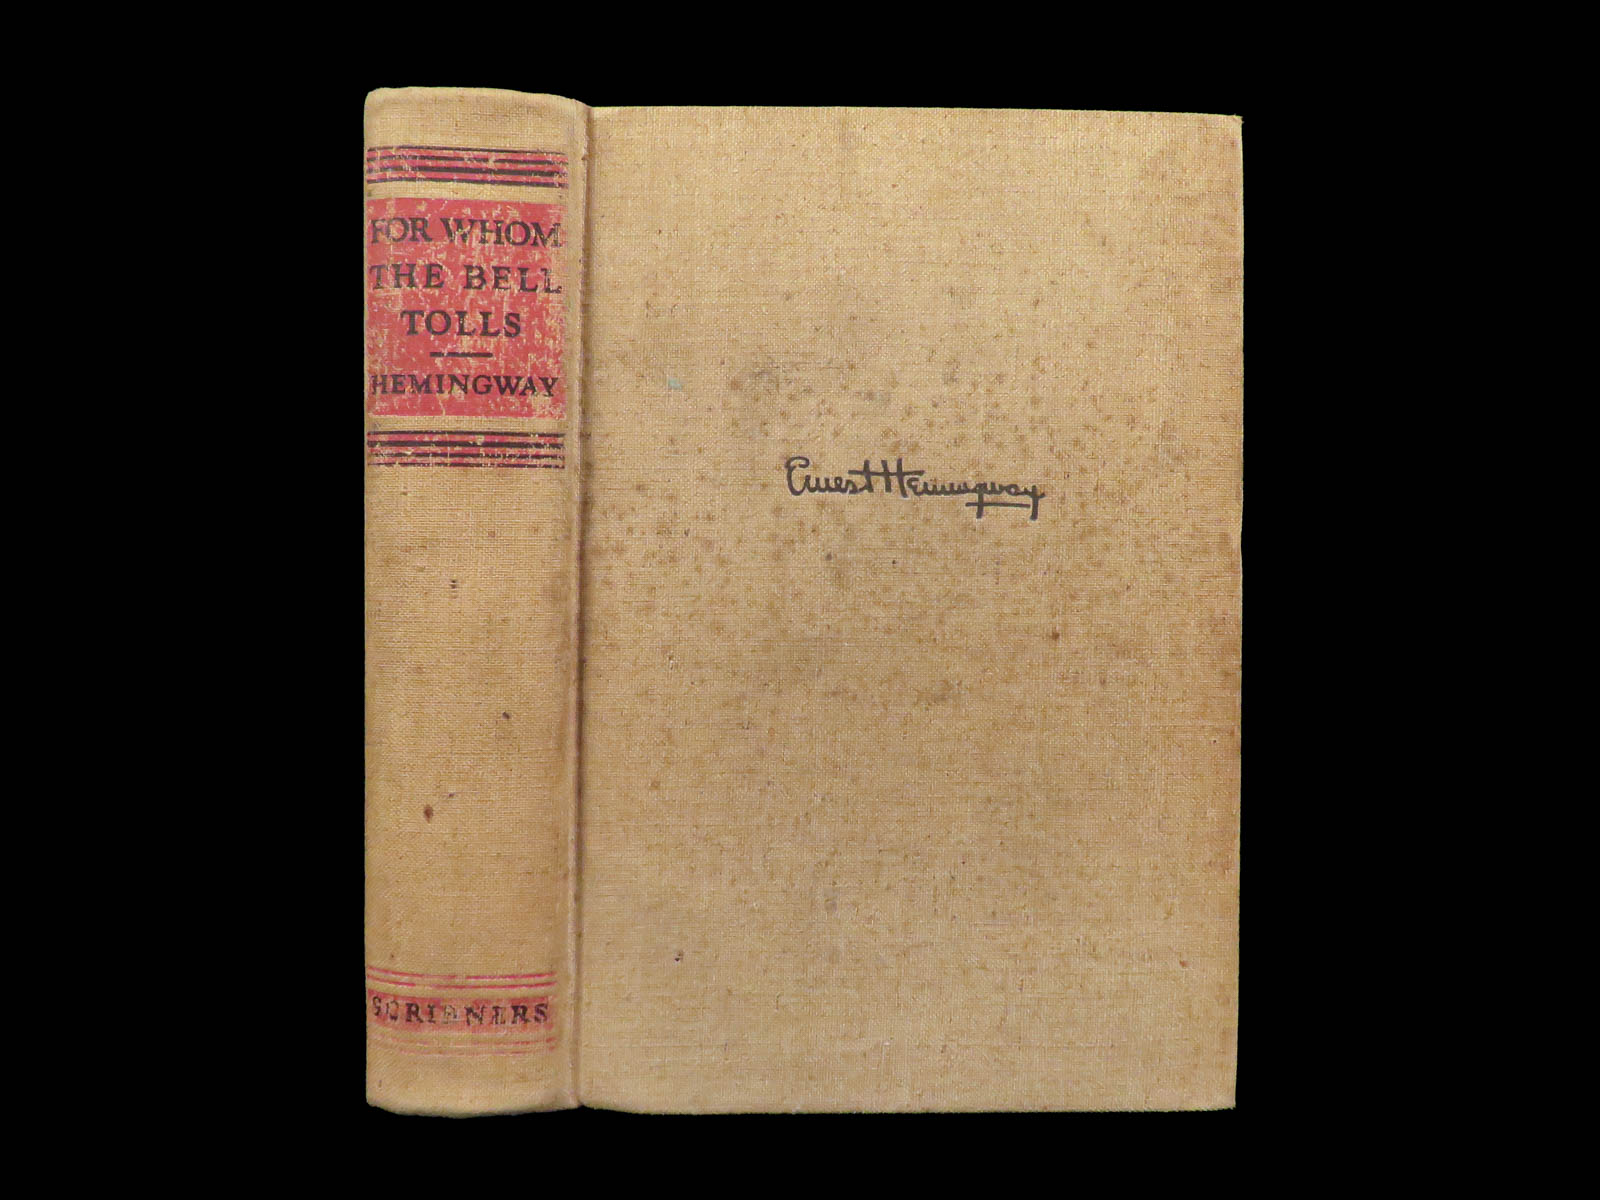 FOR WHOM
THE BELL
TOLLS
HEMINGWAY
SCRIBNERS
Ernest Hemingway